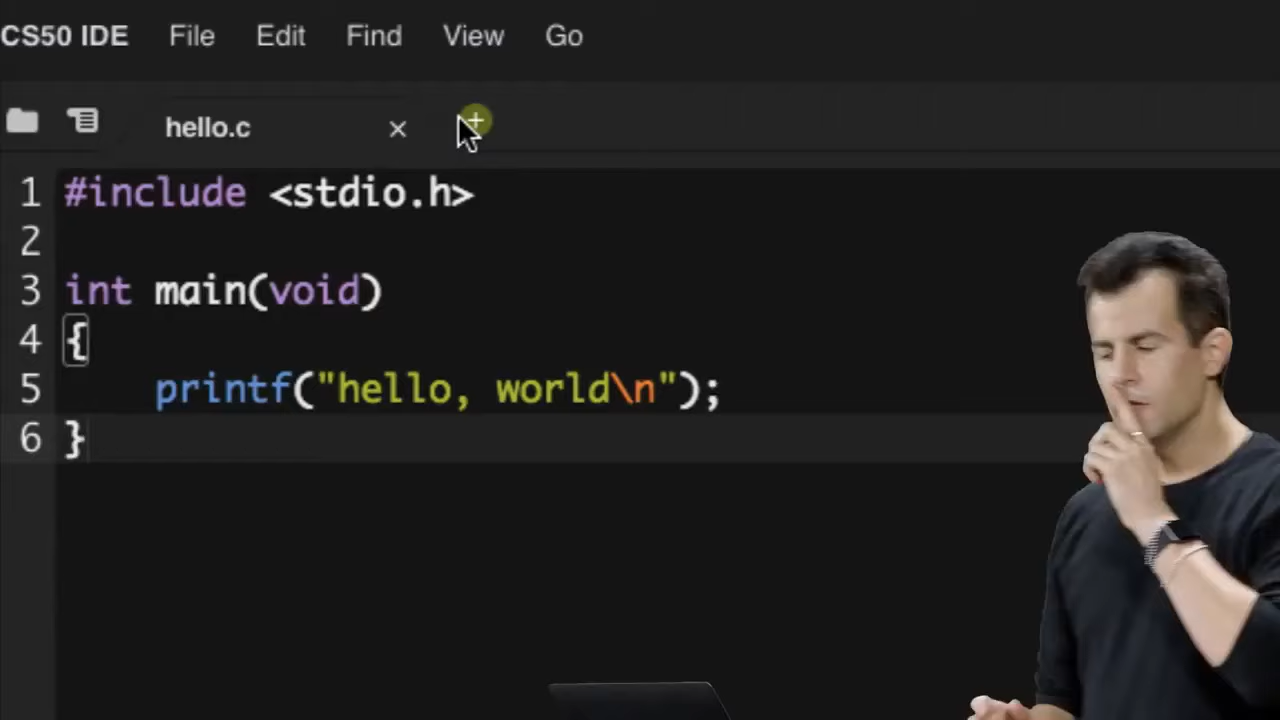 CS50 IDE File Edit Find View Go
hello.c × +
1 #include <stdio.h>
2
3 int main(void)
4 {
5     printf("hello, world\n");
6 }